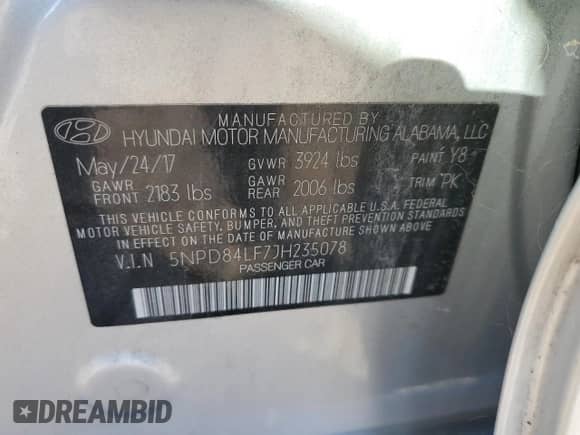 MANUFACTURED BY
HYUNDAI MOTOR MANUFACTURING ALABAMA, LLC
May/24/17 GVWR 3924 lbs PAINT Y8
GAWR FRONT 2183 lbs GAWR REAR 2006 lbs TRIM PK
THIS VEHICLE CONFORMS TO ALL APPLICABLE U.S.A. FEDERAL
MOTOR VEHICLE SAFETY, BUMPER, AND THEFT PREVENTION STANDARDS
IN EFFECT ON THE DATE OF MANUFACTURE SHOWN ABOVE.
V.I.N 5NPD84LF7JH235078
PASSENGER CAR
DREAMBID